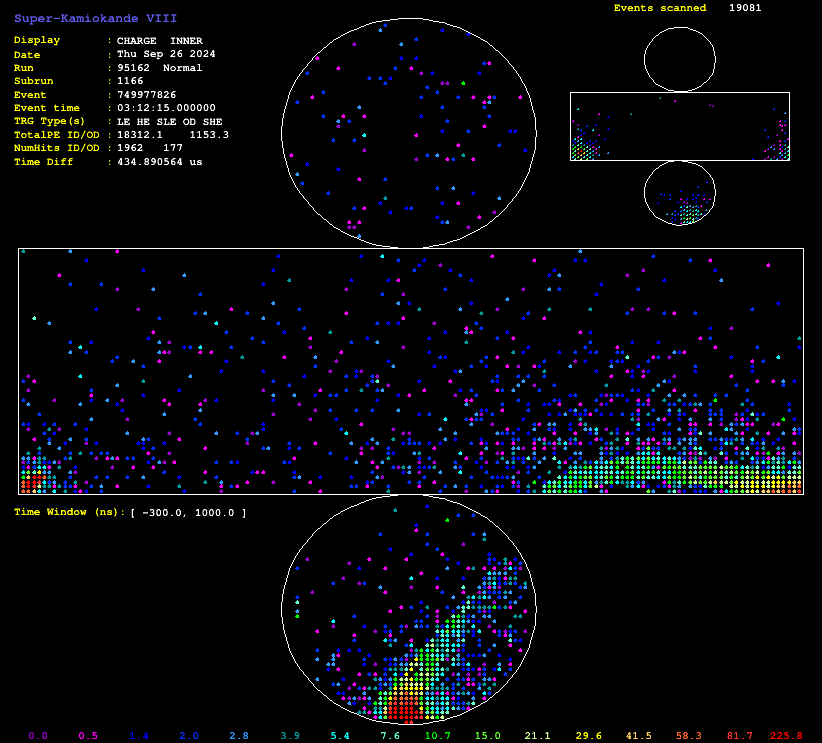 Super-Kamiokande VIII
Events scanned 19081
Display : CHARGE INNER
Date : Thu Sep 26 2024
Run : 95162 Normal
Subrun : 1166
Event : 749977826
Event time : 03:12:15.000000
TRG Type(s) : LE HE SLE OD SHE
TotalPE ID/OD : 18312.1 1153.3
NumHits ID/OD : 1962 177
Time Diff : 434.890564 us
Time Window (ns): [ -300.0, 1000.0 ]
0.0 0.5 1.4 2.0 2.8 3.9 5.4 7.6 10.7 15.0 21.1 29.6 41.5 58.3 81.7 225.8